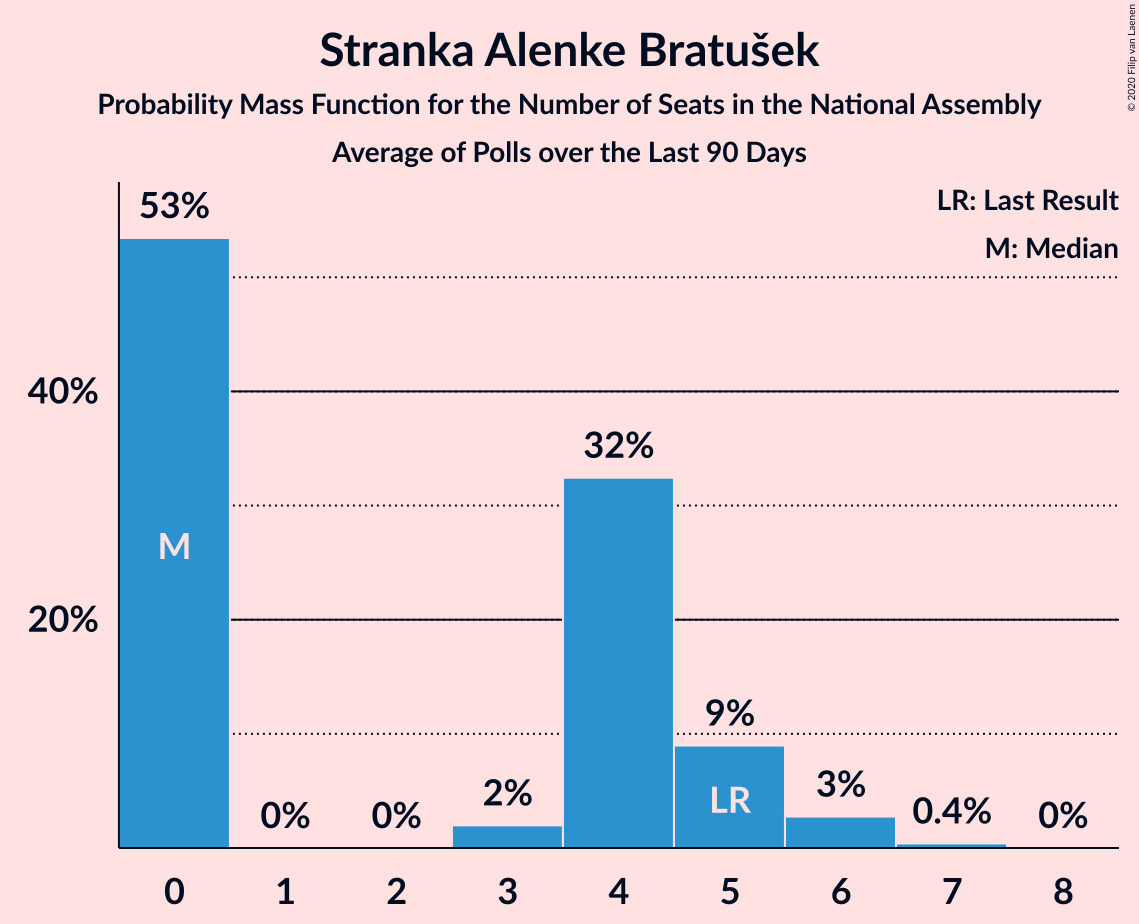 Stranka Alenke Bratušek
Probability Mass Function for the Number of Seats in the National Assembly
Average of Polls over the Last 90 Days
© 2020 Filip van Laenen
LR: Last Result
M: Median
53%
40%
32%
M
20%
9%
LR
3%
2%
0.4%
0%
0%
0%
0 1 2 3 4 5 6 7 8